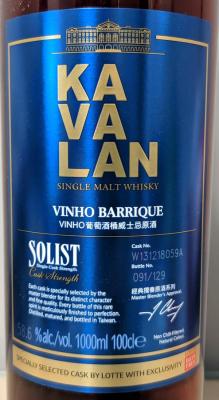 KA
VA
LAN
SINGLE MALT WHISKY
VINHO BARRIQUE
VINHO葡萄酒桶威士忌原酒
SOLIST
Single Cask Strength
Cask Strength
Each cask is specially selected by the
master blender for its distinct character
and fine quality. Every bottle of this rare
spirit is meticulously finished to perfection.
Distilled, matured, and bottled in Taiwan.
Cask No.
W131218059A
Bottle No.
091/129
經典獨奏原酒系列
Master Blender's Approval.
Non Chill-Filtered
Natural Colour
58.6 %alc./vol. 1000ml 100cl℮
SPECIALLY SELECTED CASK BY LOTTE WITH EXCLUSIVITY